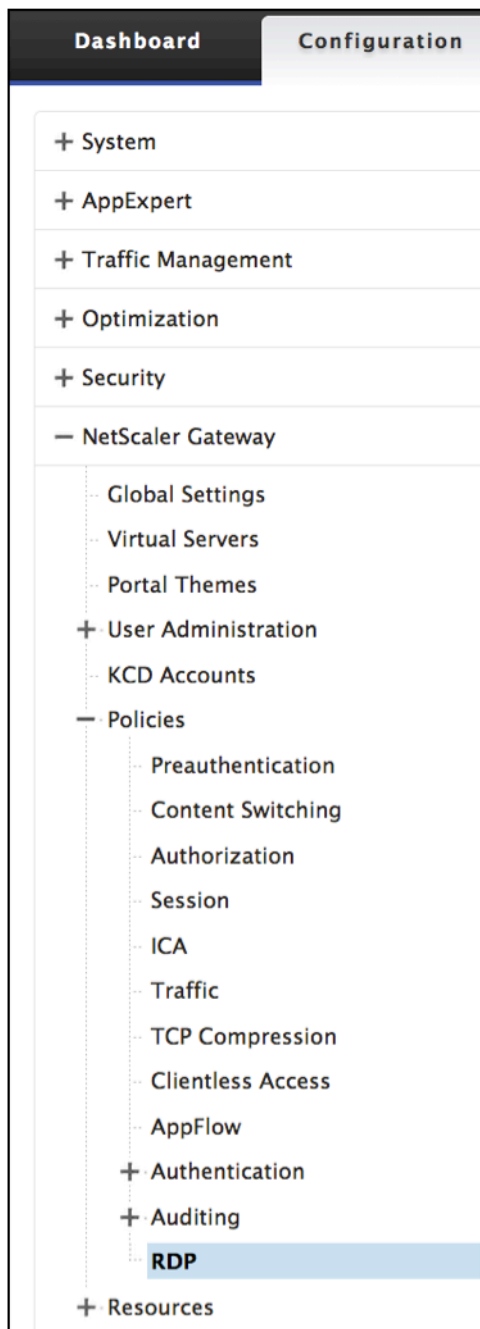 Dashboard Configuration
System
AppExpert
Traffic Management
Optimization
Security
NetScaler Gateway
Global Settings
Virtual Servers
Portal Themes
User Administration
KCD Accounts
Policies
Preauthentication
Content Switching
Authorization
Session
ICA
Traffic
TCP Compression
Clientless Access
AppFlow
Authentication
Auditing
RDP
Resources